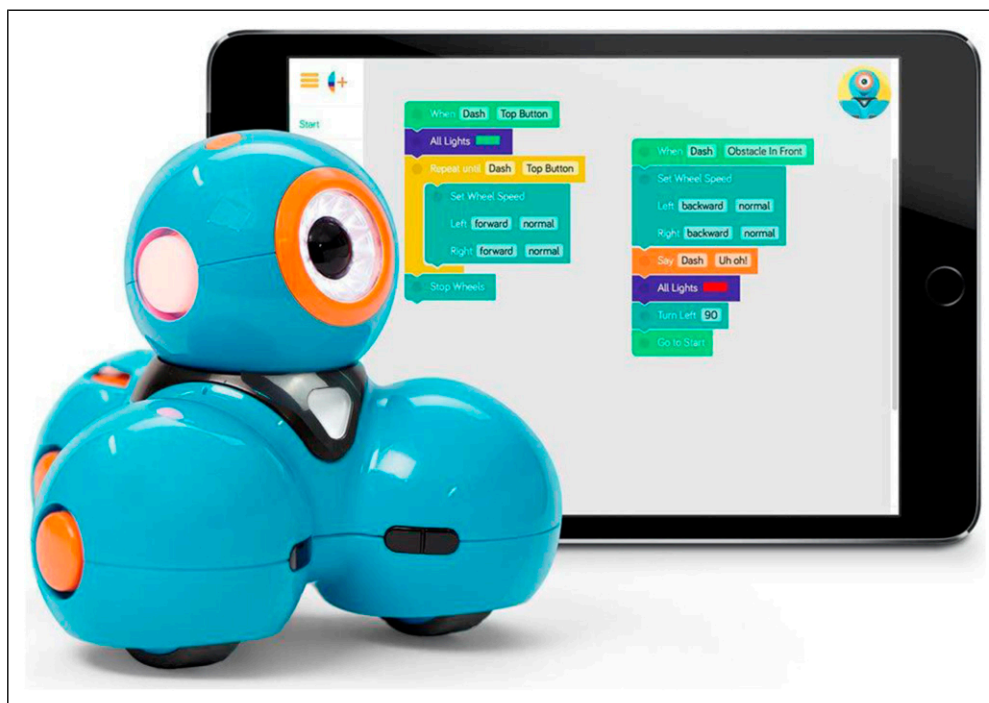 Start
When Dash Top Button
All Lights
Repeat until Dash Top Button
Set Wheel Speed
Left forward normal
Right forward normal
Stop Wheels
When Dash Obstacle In Front
Set Wheel Speed
Left backward normal
Right backward normal
Say Dash Uh oh!
All Lights
Turn Left 90
Go to Start